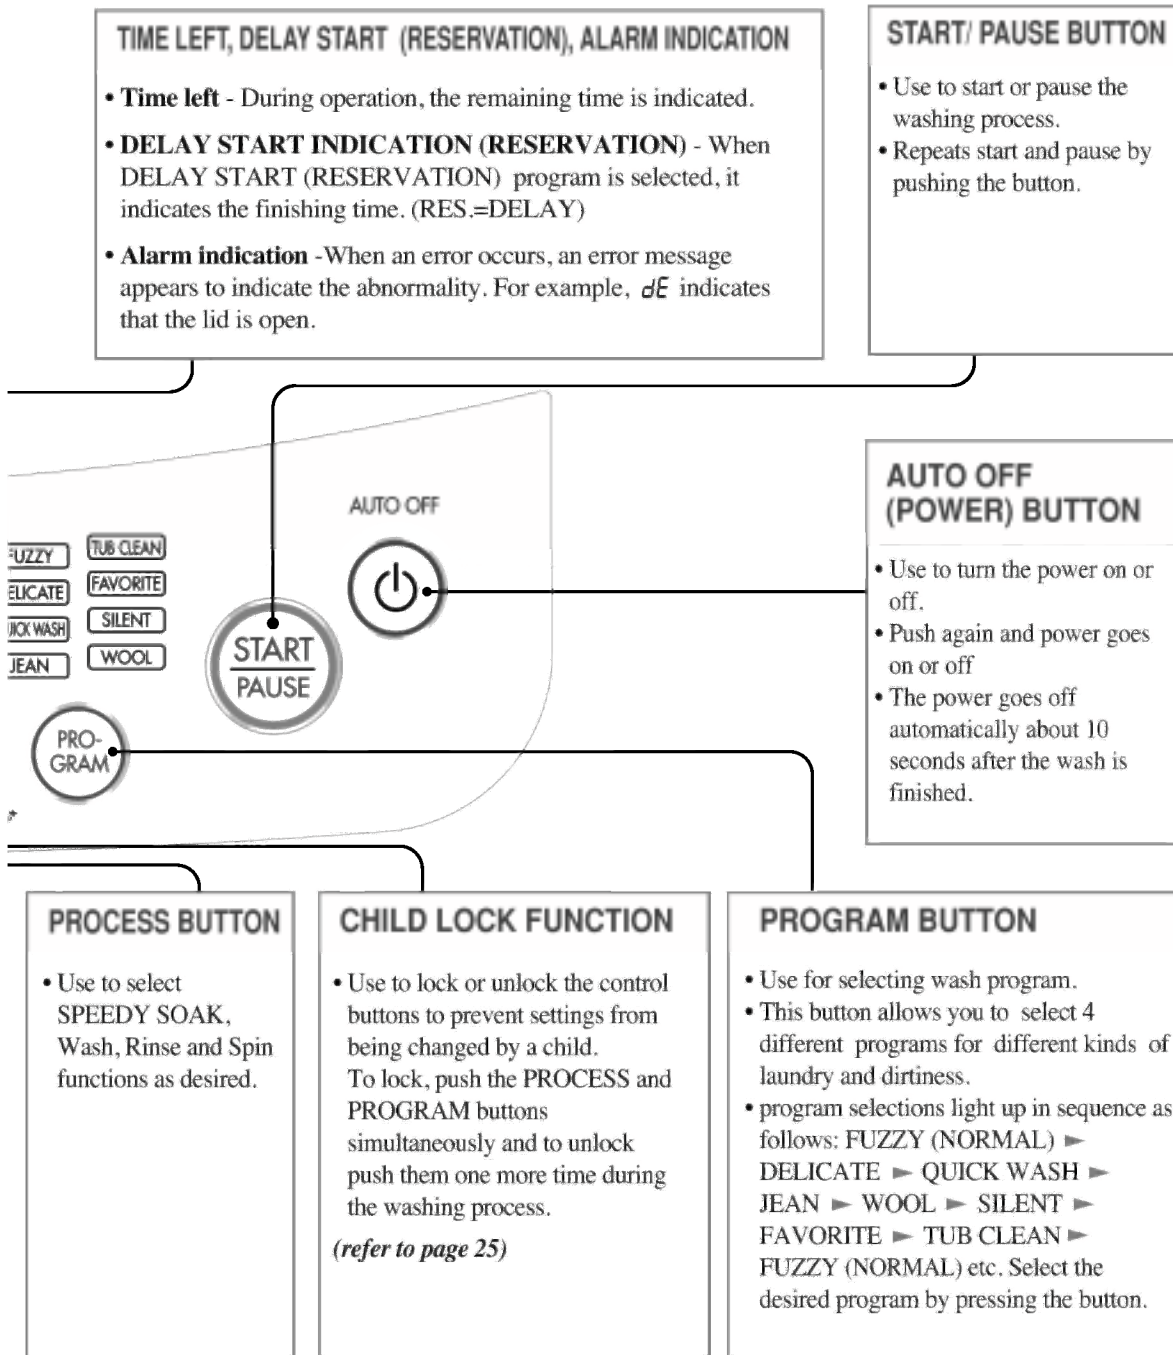 TIME LEFT, DELAY START (RESERVATION), ALARM INDICATION
• Time left - During operation, the remaining time is indicated.
• DELAY START INDICATION (RESERVATION) - When
DELAY START (RESERVATION) program is selected, it
indicates the finishing time. (RES.=DELAY)
• Alarm indication -When an error occurs, an error message
appears to indicate the abnormality. For example, dE indicates
that the lid is open.
START/ PAUSE BUTTON
• Use to start or pause the
washing process.
• Repeats start and pause by
pushing the button.
AUTO OFF
FUZZY
TUB CLEAN
ELICATE
FAVORITE
UICK WASH
SILENT
JEAN
WOOL
START
PAUSE
PRO-
GRAM
AUTO OFF
(POWER) BUTTON
• Use to turn the power on or
off.
• Push again and power goes
on or off
• The power goes off
automatically about 10
seconds after the wash is
finished.
PROCESS BUTTON
• Use to select
SPEEDY SOAK,
Wash, Rinse and Spin
functions as desired.
CHILD LOCK FUNCTION
• Use to lock or unlock the control
buttons to prevent settings from
being changed by a child.
To lock, push the PROCESS and
PROGRAM buttons
simultaneously and to unlock
push them one more time during
the washing process.
(refer to page 25)
PROGRAM BUTTON
• Use for selecting wash program.
• This button allows you to select 4
different programs for different kinds of
laundry and dirtiness.
• program selections light up in sequence as
follows: FUZZY (NORMAL) ►
DELICATE ► QUICK WASH ►
JEAN ► WOOL ► SILENT ►
FAVORITE ► TUB CLEAN ►
FUZZY (NORMAL) etc. Select the
desired program by pressing the button.